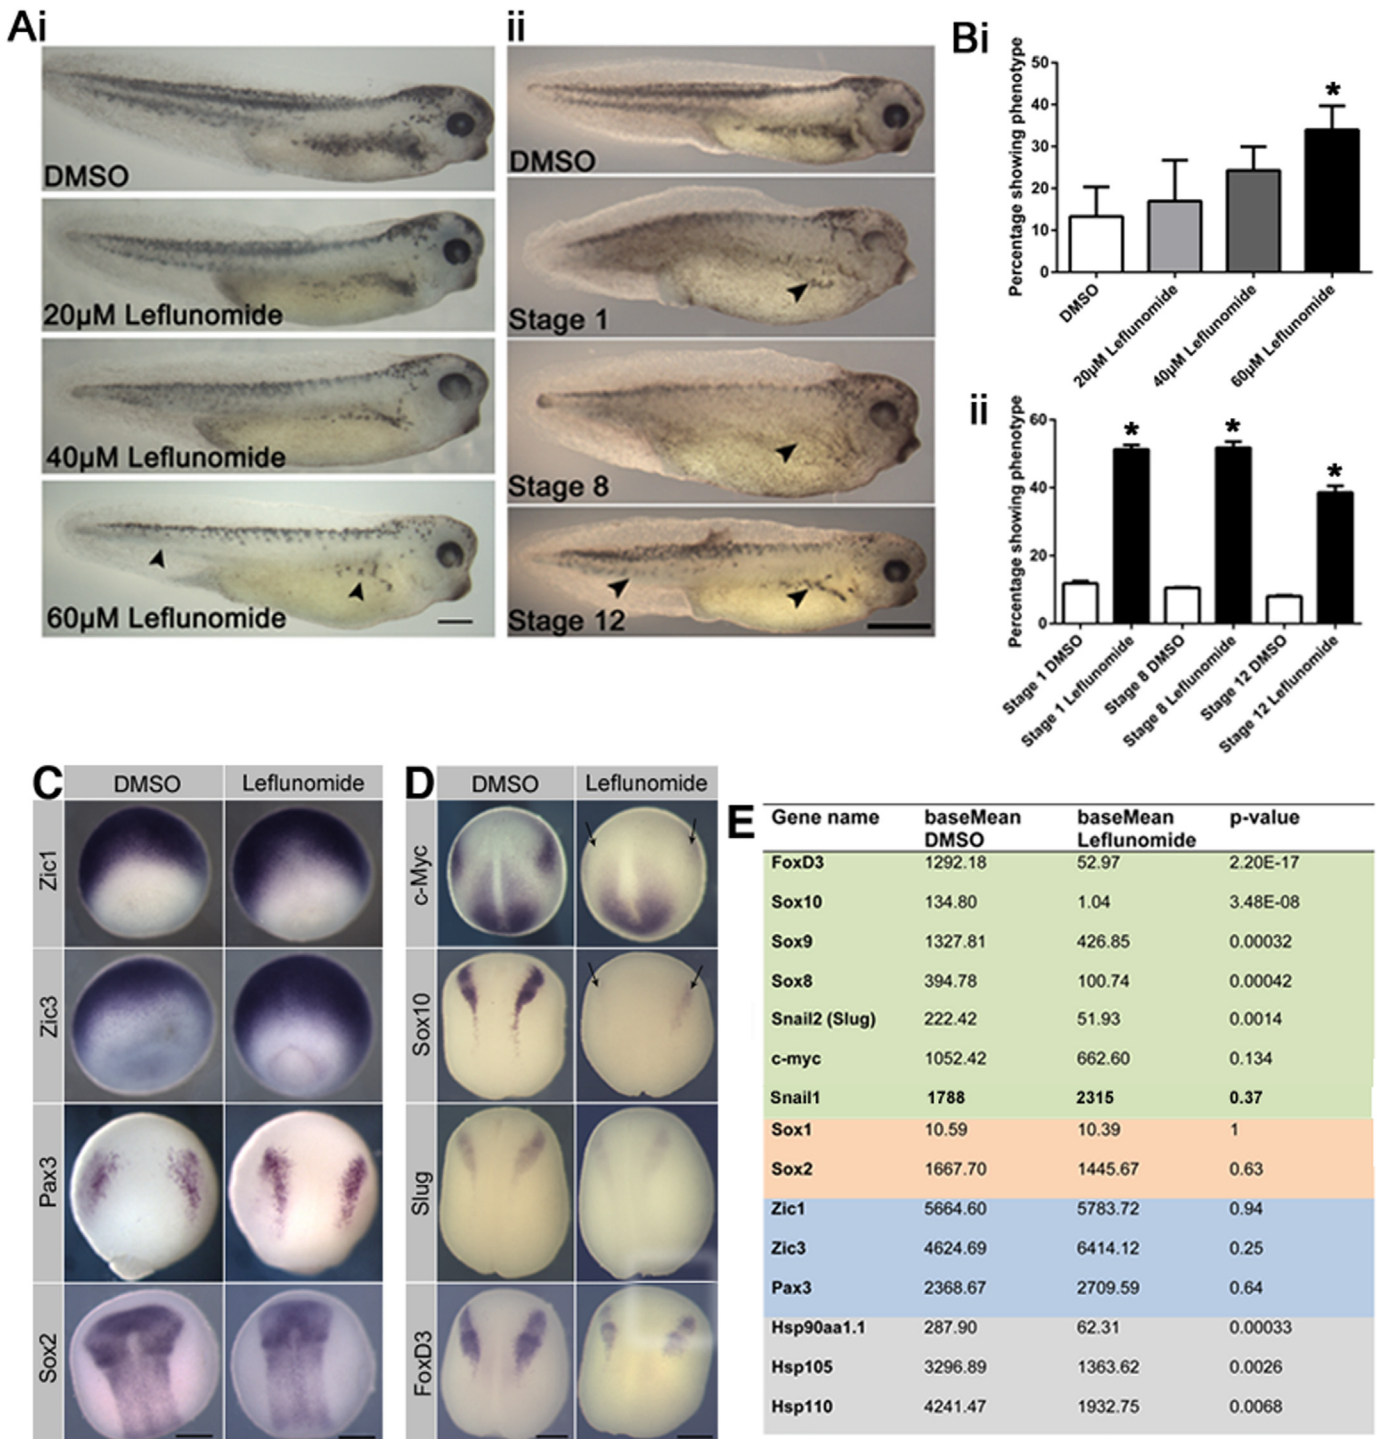 Ai
DMSO
20µM Leflunomide
40µM Leflunomide
60µM Leflunomide
ii
DMSO
Stage 1
Stage 8
Stage 12
Bi
Percentage showing phenotype
50
40
30
20
10
0
*
DMSO
20µM Leflunomide
40µM Leflunomide
60µM Leflunomide
ii
Percentage showing phenotype
60
40
20
0
* * *
Stage 1 DMSO
Stage 1 Leflunomide
Stage 8 DMSO
Stage 8 Leflunomide
Stage 12 DMSO
Stage 12 Leflunomide
C
DMSO Leflunomide
Zic1
Zic3
Pax3
Sox2
D
DMSO Leflunomide
c-Myc
Sox10
Slug
FoxD3
E
Gene name baseMean baseMean p-value
DMSO Leflunomide
FoxD3 1292.18 52.97 2.20E-17
Sox10 134.80 1.04 3.48E-08
Sox9 1327.81 426.85 0.00032
Sox8 394.78 100.74 0.00042
Snail2 (Slug) 222.42 51.93 0.0014
c-myc 1052.42 662.60 0.134
Snail1 1788 2315 0.37
Sox1 10.59 10.39 1
Sox2 1667.70 1445.67 0.63
Zic1 5664.60 5783.72 0.94
Zic3 4624.69 6414.12 0.25
Pax3 2368.67 2709.59 0.64
Hsp90aa1.1 287.90 62.31 0.00033
Hsp105 3296.89 1363.62 0.0026
Hsp110 4241.47 1932.75 0.0068